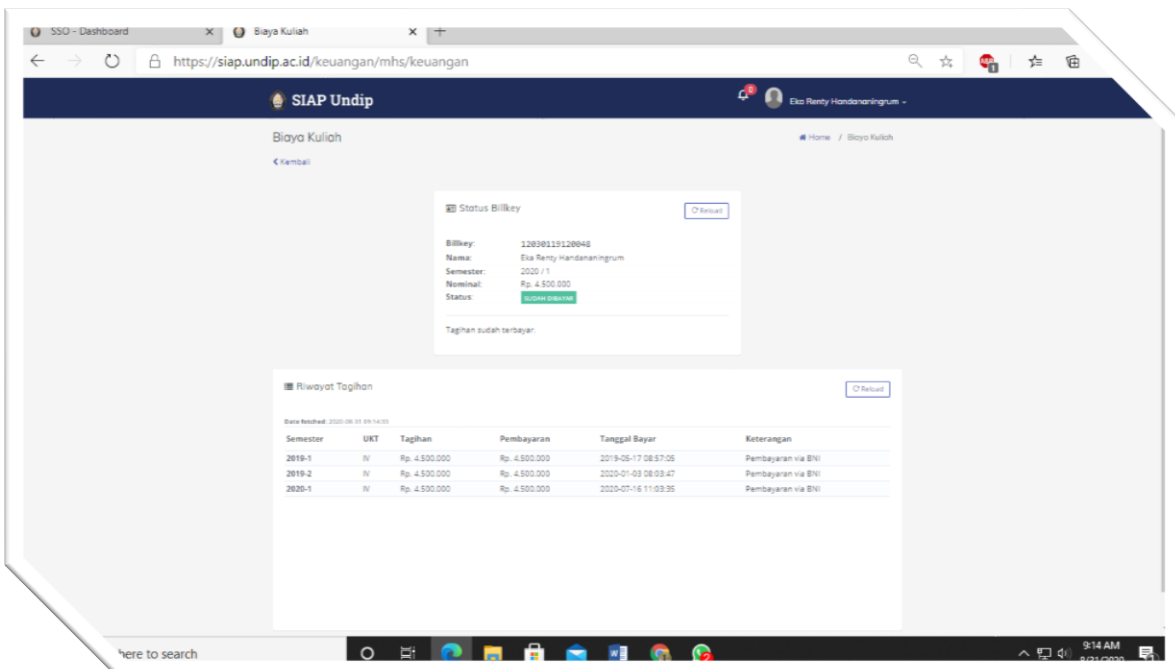 SSO - Dashboard
Biaya Kuliah
https://siap.undip.ac.id/keuangan/mhs/keuangan
SIAP Undip
Eka Renty Handananingrum
Biaya Kuliah
Home / Biaya Kuliah
Kembali
Status Billkey
Reload
Billkey: 12030119120048
Nama: Eka Renty Handananingrum
Semester: 2020 / 1
Nominal: Rp. 4.500.000
Status: SUDAH DIBAYAR
Tagihan sudah terbayar.
Riwayat Tagihan
Reload
Data fetched:
Semester UKT Tagihan Pembayaran Tanggal Bayar Keterangan
2019-1 IV Rp. 4.500.000 Rp. 4.500.000 2019-05-17 08:57:05 Pembayaran via BNI
2019-2 IV Rp. 4.500.000 Rp. 4.500.000 2020-01-03 08:03:47 Pembayaran via BNI
2020-1 IV Rp. 4.500.000 Rp. 4.500.000 2020-07-16 11:03:35 Pembayaran via BNI
here to search
9:14 AM